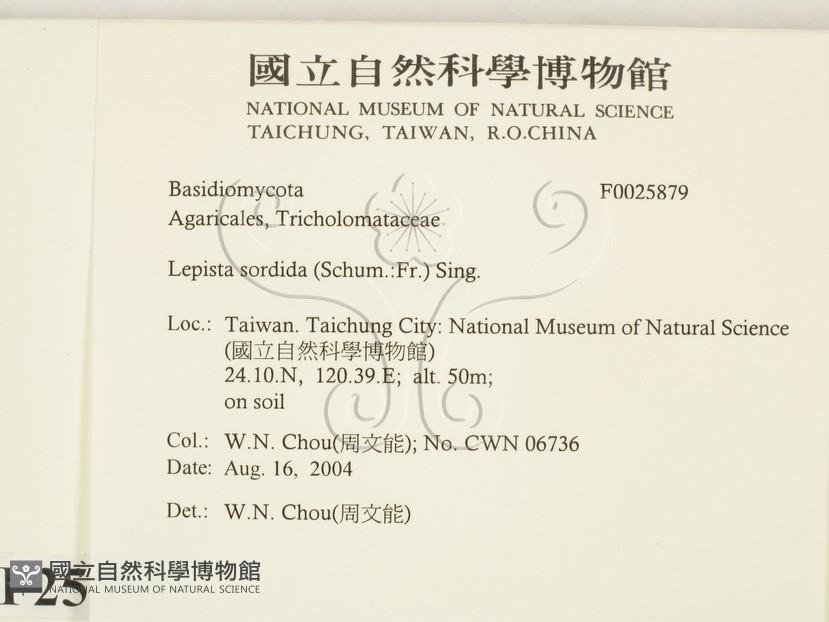 國立自然科學博物館
NATIONAL MUSEUM OF NATURAL SCIENCE
TAICHUNG, TAIWAN, R.O.CHINA
Basidiomycota F0025879
Agaricales, Tricholomataceae
Lepista sordida (Schum.:Fr.) Sing.
Loc.: Taiwan. Taichung City: National Museum of Natural Science
(國立自然科學博物館)
24.10.N, 120.39.E; alt. 50m;
on soil
Col.: W.N. Chou(周文能); No. CWN 06736
Date: Aug. 16, 2004
Det.: W.N. Chou(周文能)
國立自然科學博物館
NATIONAL MUSEUM OF NATURAL SCIENCE
F25